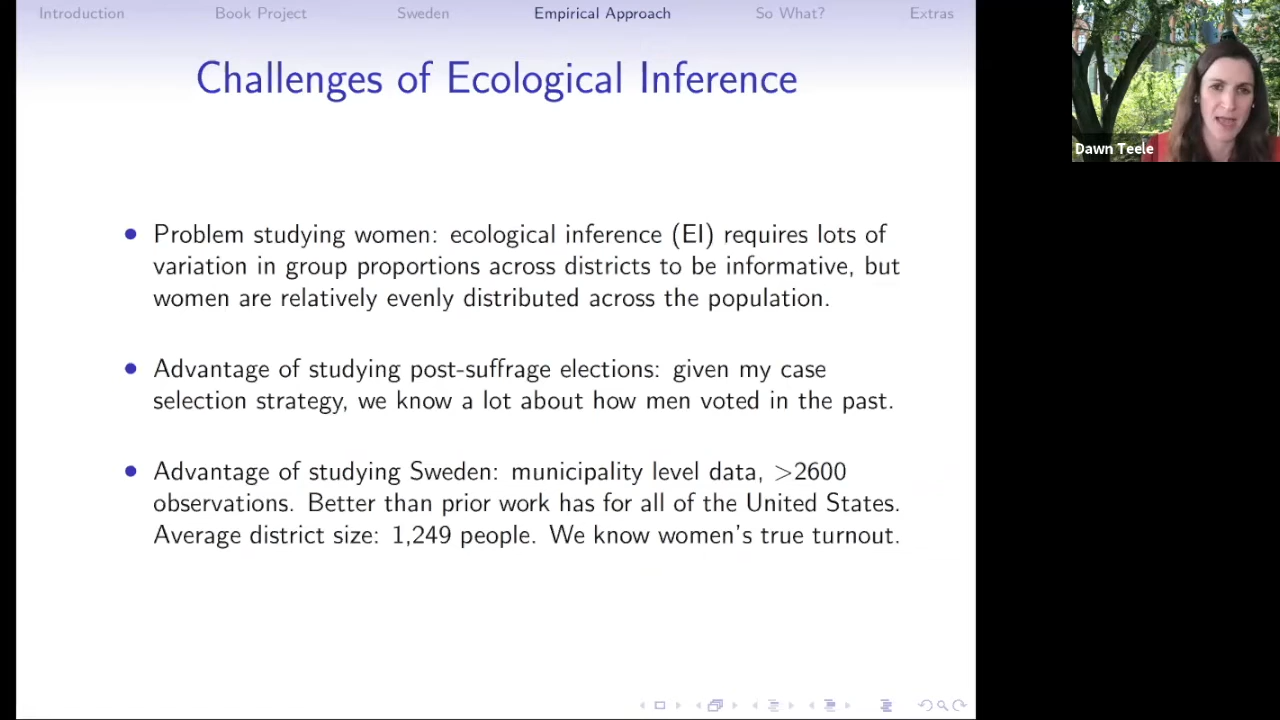 Introduction Book Project Sweden Empirical Approach So What? Extras
Challenges of Ecological Inference
Dawn Teele
• Problem studying women: ecological inference (EI) requires lots of
variation in group proportions across districts to be informative, but
women are relatively evenly distributed across the population.
• Advantage of studying post-suffrage elections: given my case
selection strategy, we know a lot about how men voted in the past.
• Advantage of studying Sweden: municipality level data, >2600
observations. Better than prior work has for all of the United States.
Average district size: 1,249 people. We know women's true turnout.